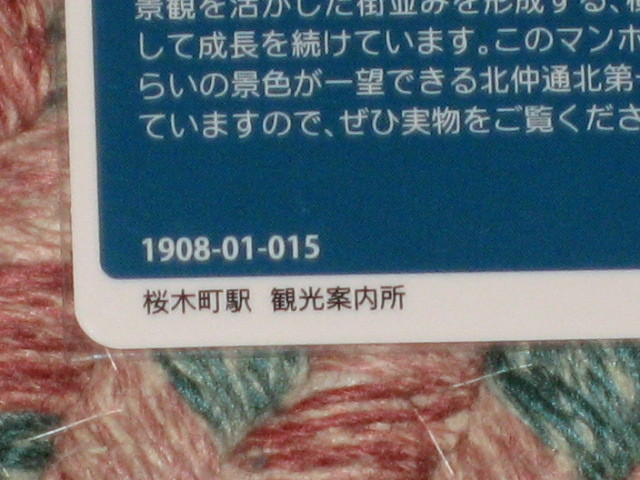 景観を活かした街並みを形成する、
して成長を続けています。このマンホ
らいの景色が一望できる北仲通北第
ていますので、ぜひ実物をご覧くださ
1908-01-015
桜木町駅 観光案内所